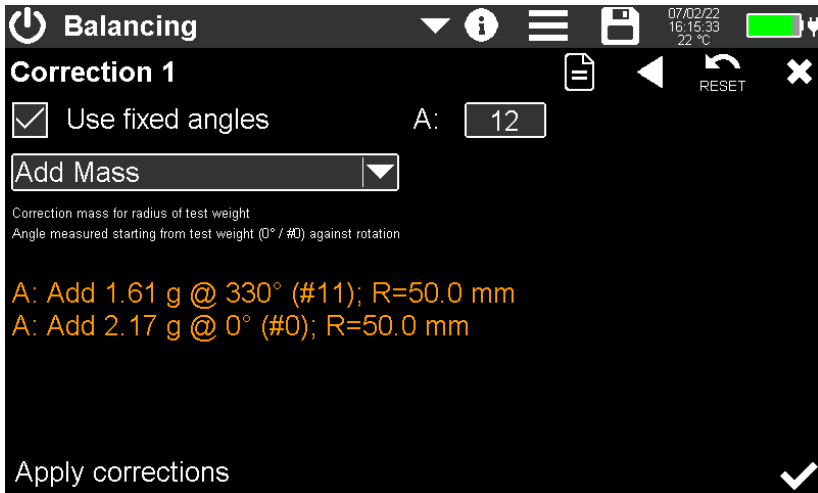 Balancing
07/02/22
16:15:33
22 °C
Correction 1
RESET
Use fixed angles
A: 12
Add Mass
Correction mass for radius of test weight
Angle measured starting from test weight (0° / #0) against rotation
A: Add 1.61 g @ 330° (#11); R=50.0 mm
A: Add 2.17 g @ 0° (#0); R=50.0 mm
Apply corrections